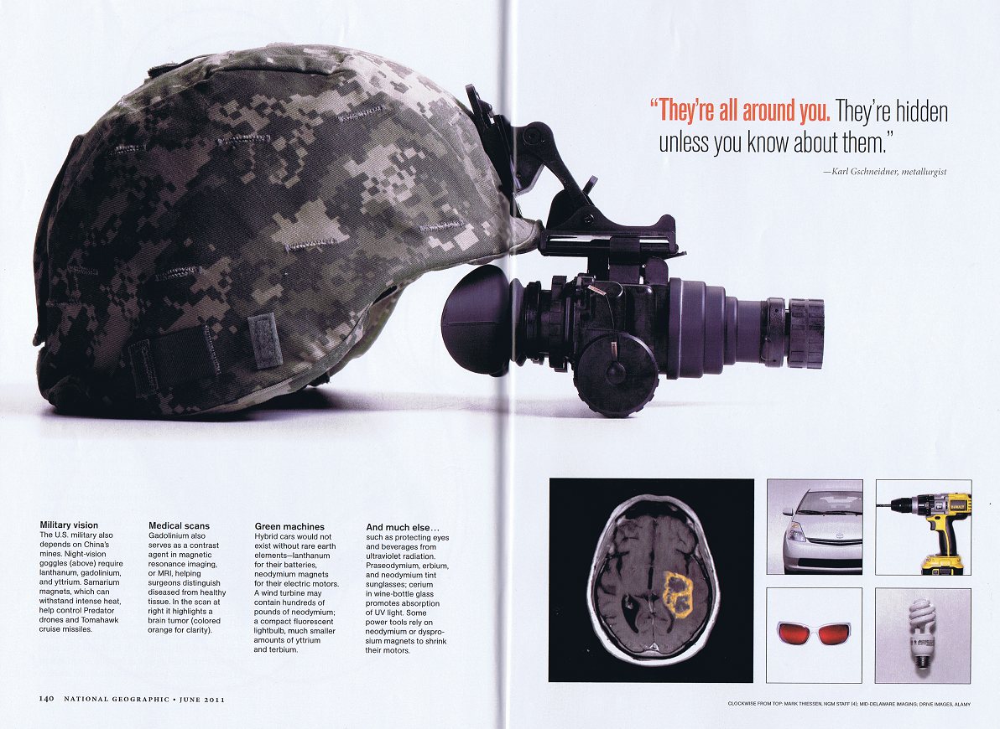 “They’re all around you. They’re hidden
unless you know about them.”
—Karl Gschneidner, metallurgist
Military vision
The U.S. military also
depends on China’s
mines. Night-vision
goggles (above) require
lanthanum, gadolinium,
and yttrium. Samarium
magnets, which can
withstand intense heat,
help control Predator
drones and Tomahawk
cruise missiles.
Medical scans
Gadolinium also
serves as a contrast
agent in magnetic
resonance imaging,
or MRI, helping
surgeons distinguish
diseased from healthy
tissue. In the scan at
right it highlights a
brain tumor (colored
orange for clarity).
Green machines
Hybrid cars would not
exist without rare earth
elements—lanthanum
for their batteries,
neodymium magnets
for their electric motors.
A wind turbine may
contain hundreds of
pounds of neodymium;
a compact fluorescent
lightbulb, much smaller
amounts of yttrium
and terbium.
And much else…
such as protecting eyes
and beverages from
ultraviolet radiation.
Praseodymium, erbium,
and neodymium tint
sunglasses; cerium
in wine-bottle glass
promotes absorption
of UV light. Some
power tools rely on
neodymium or dyspro-
sium magnets to shrink
their motors.
DEWALT
140 NATIONAL GEOGRAPHIC • JUNE 2011
CLOCKWISE FROM TOP: MARK THIESSEN, NGM STAFF (4); MID-DELAWARE IMAGING; DRIVE IMAGES, ALAMY